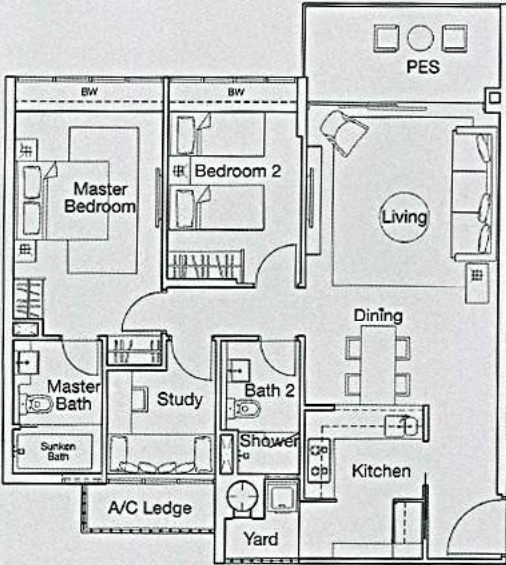 PES
BW
BW
Master
Bedroom
Bedroom 2
Living
Dining
Master
Bath
Study
Bath 2
Sunken
Bath
Shower
Kitchen
A/C Ledge
Yard